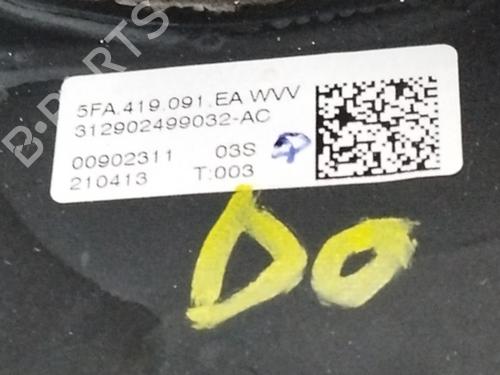 B-PARTS
5FA.419.091.EA WVV
312902499032-AC
00902311 03S
210413 T:003
DO